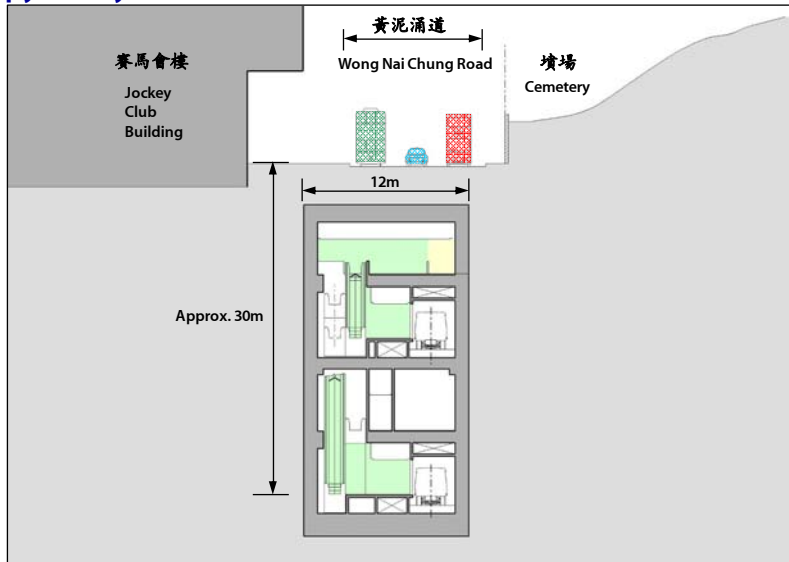 黃泥涌道
Wong Nai Chung Road
賽馬會樓
Jockey
Club
Building
墳場
Cemetery
12m
Approx. 30m